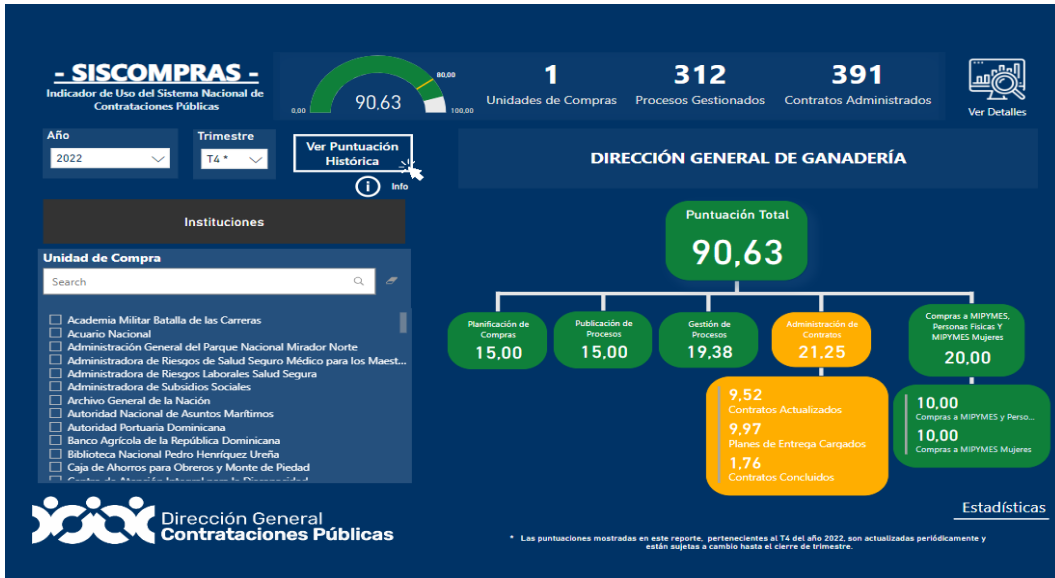 - SISCOMPRAS -
Indicador de Uso del Sistema Nacional de
Contrataciones Públicas
0,00
90,63
80,00
100,00
1
Unidades de Compras
312
Procesos Gestionados
391
Contratos Administrados
Ver Detalles
Año
2022
Trimestre
T4 *
Ver Puntuación
Histórica
i Info
DIRECCIÓN GENERAL DE GANADERÍA
Instituciones
Unidad de Compra
Search
Academia Militar Batalla de las Carreras
Acuario Nacional
Administración General del Parque Nacional Mirador Norte
Administradora de Riesgos de Salud Seguro Médico para los Maest...
Administradora de Riesgos Laborales Salud Segura
Administradora de Subsidios Sociales
Archivo General de la Nación
Autoridad Nacional de Asuntos Marítimos
Autoridad Portuaria Dominicana
Banco Agrícola de la República Dominicana
Biblioteca Nacional Pedro Henríquez Ureña
Caja de Ahorros para Obreros y Monte de Piedad
Puntuación Total
90,63
Planificación de
Compras
15,00
Publicación de
Procesos
15,00
Gestión de
Procesos
19,38
Administración de
Contratos
21,25
Compras a MIPYMES,
Personas Físicas Y
MIPYMES Mujeres
20,00
9,52
Contratos Actualizados
9,97
Planes de Entrega Cargados
1,76
Contratos Concluidos
10,00
Compras a MIPYMES y Perso...
10,00
Compras a MIPYMES Mujeres
Dirección General
Contrataciones Públicas
Estadísticas
* Las puntuaciones mostradas en este reporte, pertenecientes al T4 del año 2022, son actualizadas periódicamente y
están sujetas a cambio hasta el cierre de trimestre.